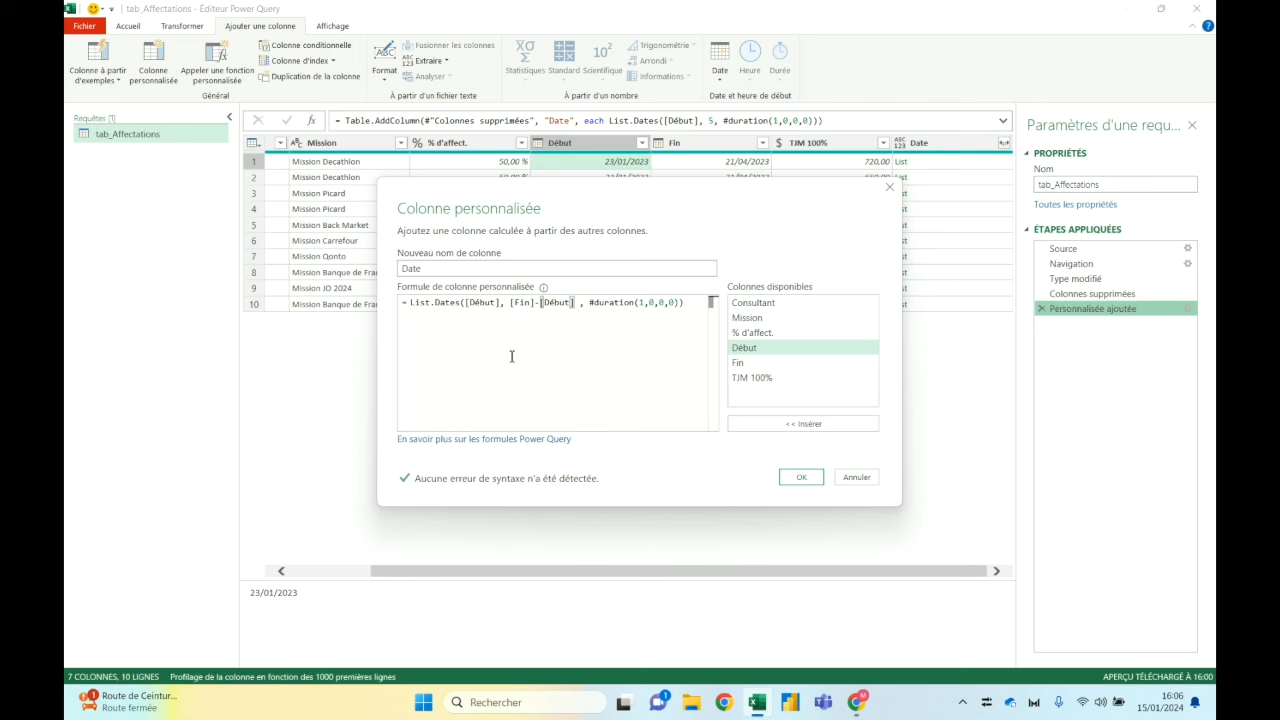 tab_Affectations - Éditeur Power Query
Fichier
Accueil
Transformer
Ajouter une colonne
Affichage
Colonne à partir d'exemples
Colonne personnalisée
Appeler une fonction personnalisée
Colonne conditionnelle
Colonne d'index
Duplication de la colonne
Général
Format
Fusionner les colonnes
Extraire
Analyser
À partir d'un fichier texte
Statistiques
Standard
Scientifique
Trigonométrie
Arrondi
Informations
À partir d'un nombre
Date
Heure
Durée
Date et heure de début
Requêtes [1]
tab_Affectations
= Table.AddColumn(#"Colonnes supprimées", "Date", each List.Dates([Début], 5, #duration(1,0,0,0)))
Mission % d'affect. Début Fin $ TJM 100% ABC 123 Date
1 Mission Decathlon 50,00 % 23/01/2023 21/04/2023 720,00 List
2 Mission Decathlon
3 Mission Picard
4 Mission Picard
5 Mission Back Market
6 Mission Carrefour
7 Mission Qonto
8 Mission Banque de Fra
9 Mission JO 2024
10 Mission Banque de Fra
Colonne personnalisée
Ajoutez une colonne calculée à partir des autres colonnes.
Nouveau nom de colonne
Date
Formule de colonne personnalisée
= List.Dates([Début], [Fin]-[Début] , #duration(1,0,0,0))
Colonnes disponibles
Consultant
Mission
% d'affect.
Début
Fin
TJM 100%
<< Insérer
En savoir plus sur les formules Power Query
Aucune erreur de syntaxe n'a été détectée.
OK
Annuler
Paramètres d'une requ...
PROPRIÉTÉS
Nom
tab_Affectations
Toutes les propriétés
ÉTAPES APPLIQUÉES
Source
Navigation
Type modifié
Colonnes supprimées
Personnalisée ajoutée
23/01/2023
7 COLONNES, 10 LIGNES
Profilage de la colonne en fonction des 1000 premières lignes
APERÇU TÉLÉCHARGÉ À 16:00
Route de Ceintur...
Route fermée
Rechercher
16:06
15/01/2024